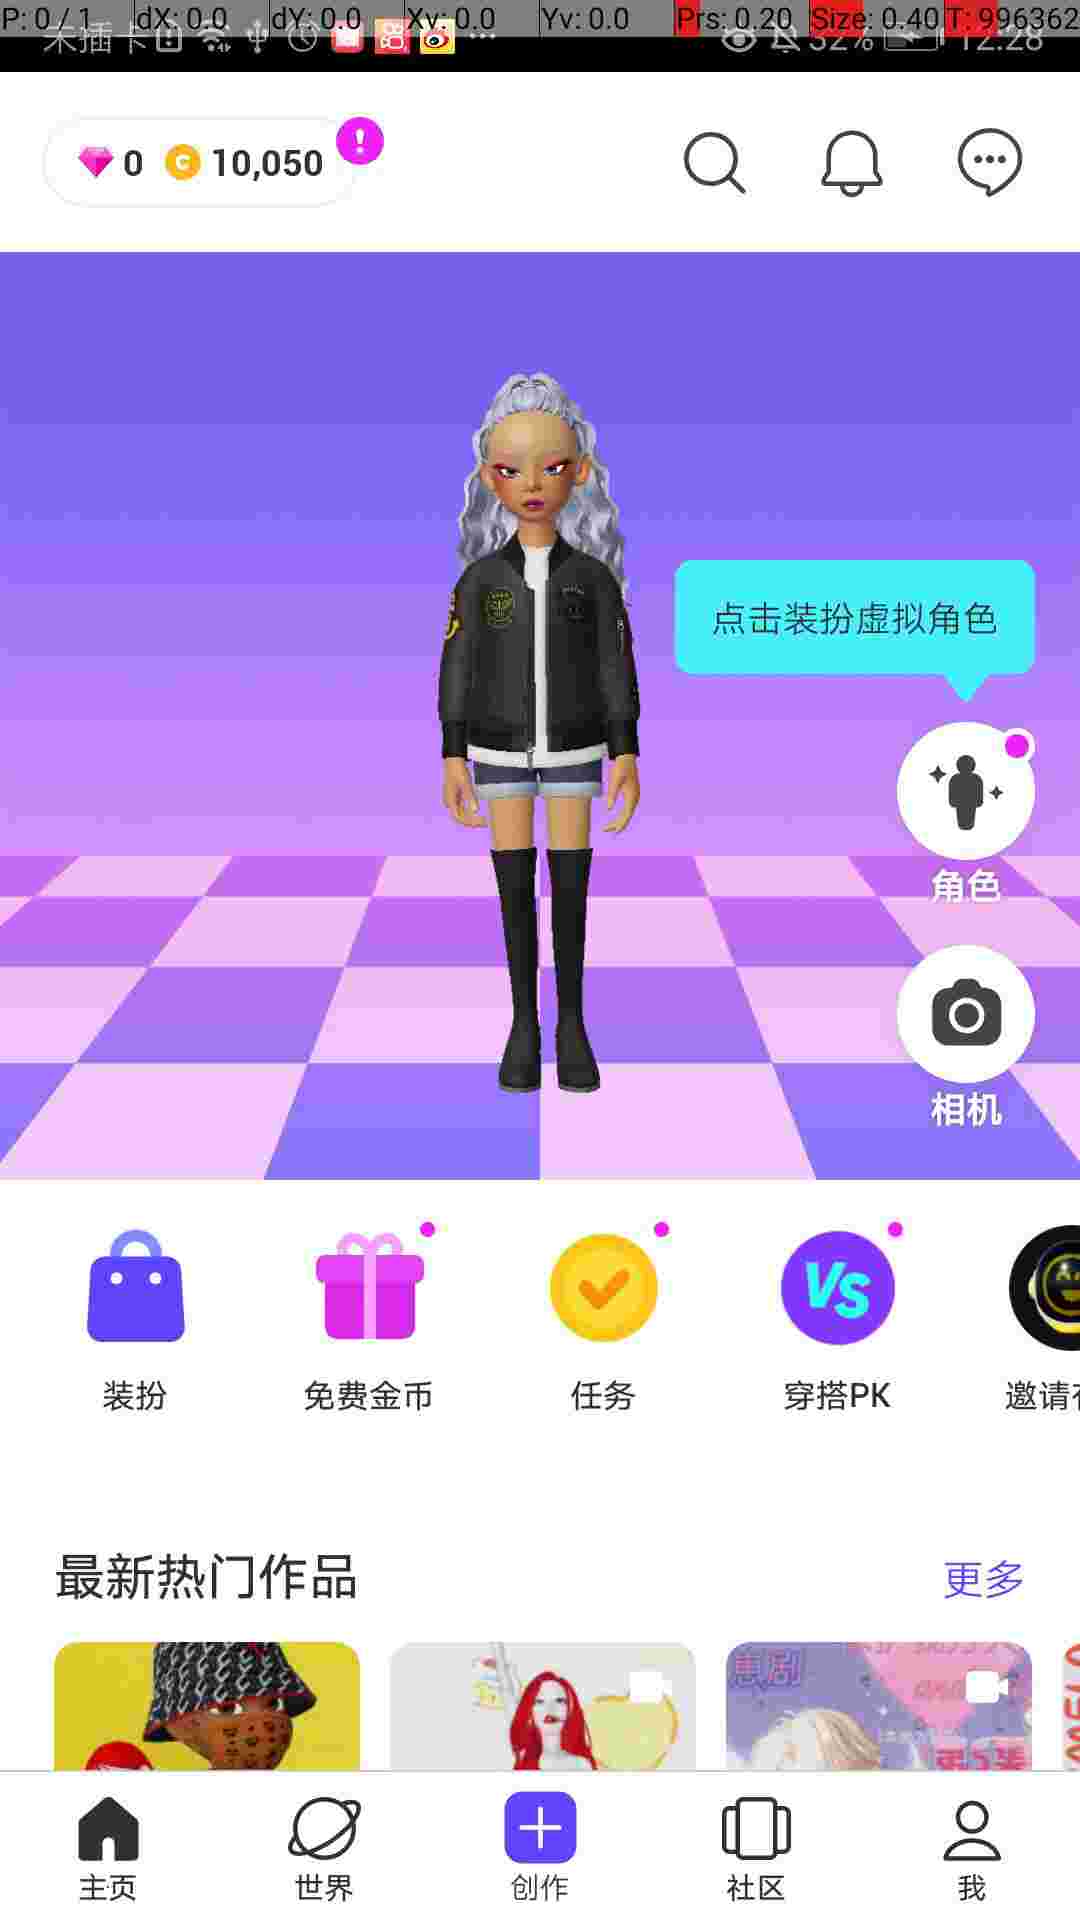 P: 0 / 1 dX: 0.0 dY: 0.0 Xv: 0.0 Yv: 0.0 Prs: 0.20 Size: 0.40 T: 996362
未插卡 32% 12:28
0 10,050
点击装扮虚拟角色
角色
相机
装扮 免费金币 任务 穿搭PK 邀请
最新热门作品 更多
主页 世界 创作 社区 我